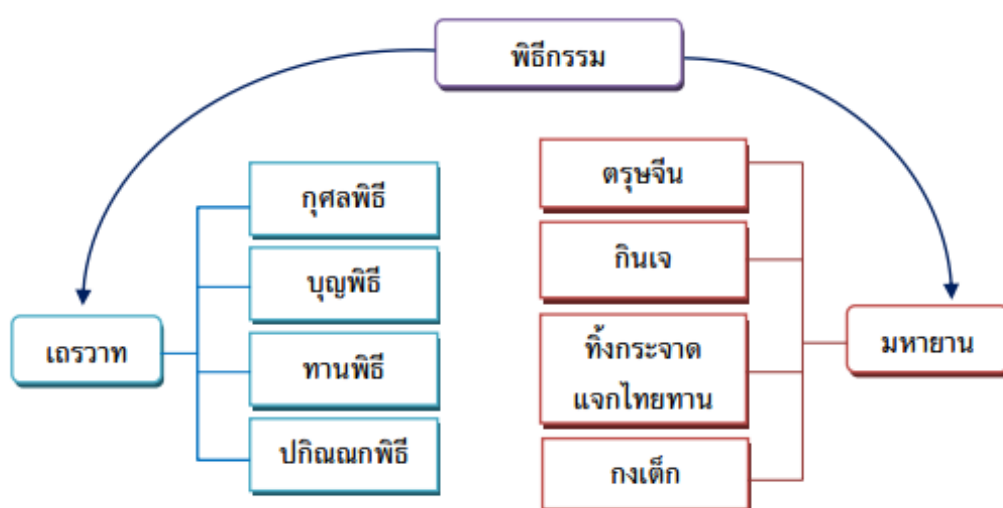 พิธีกรรม
กุศลพิธี
บุญพิธี
เถรวาท
ทานพิธี
ปกิณณกพิธี
ตรุษจีน
กินเจ
ทิ้งกระจาด
แจกไทยทาน
มหายาน
กงเต็ก